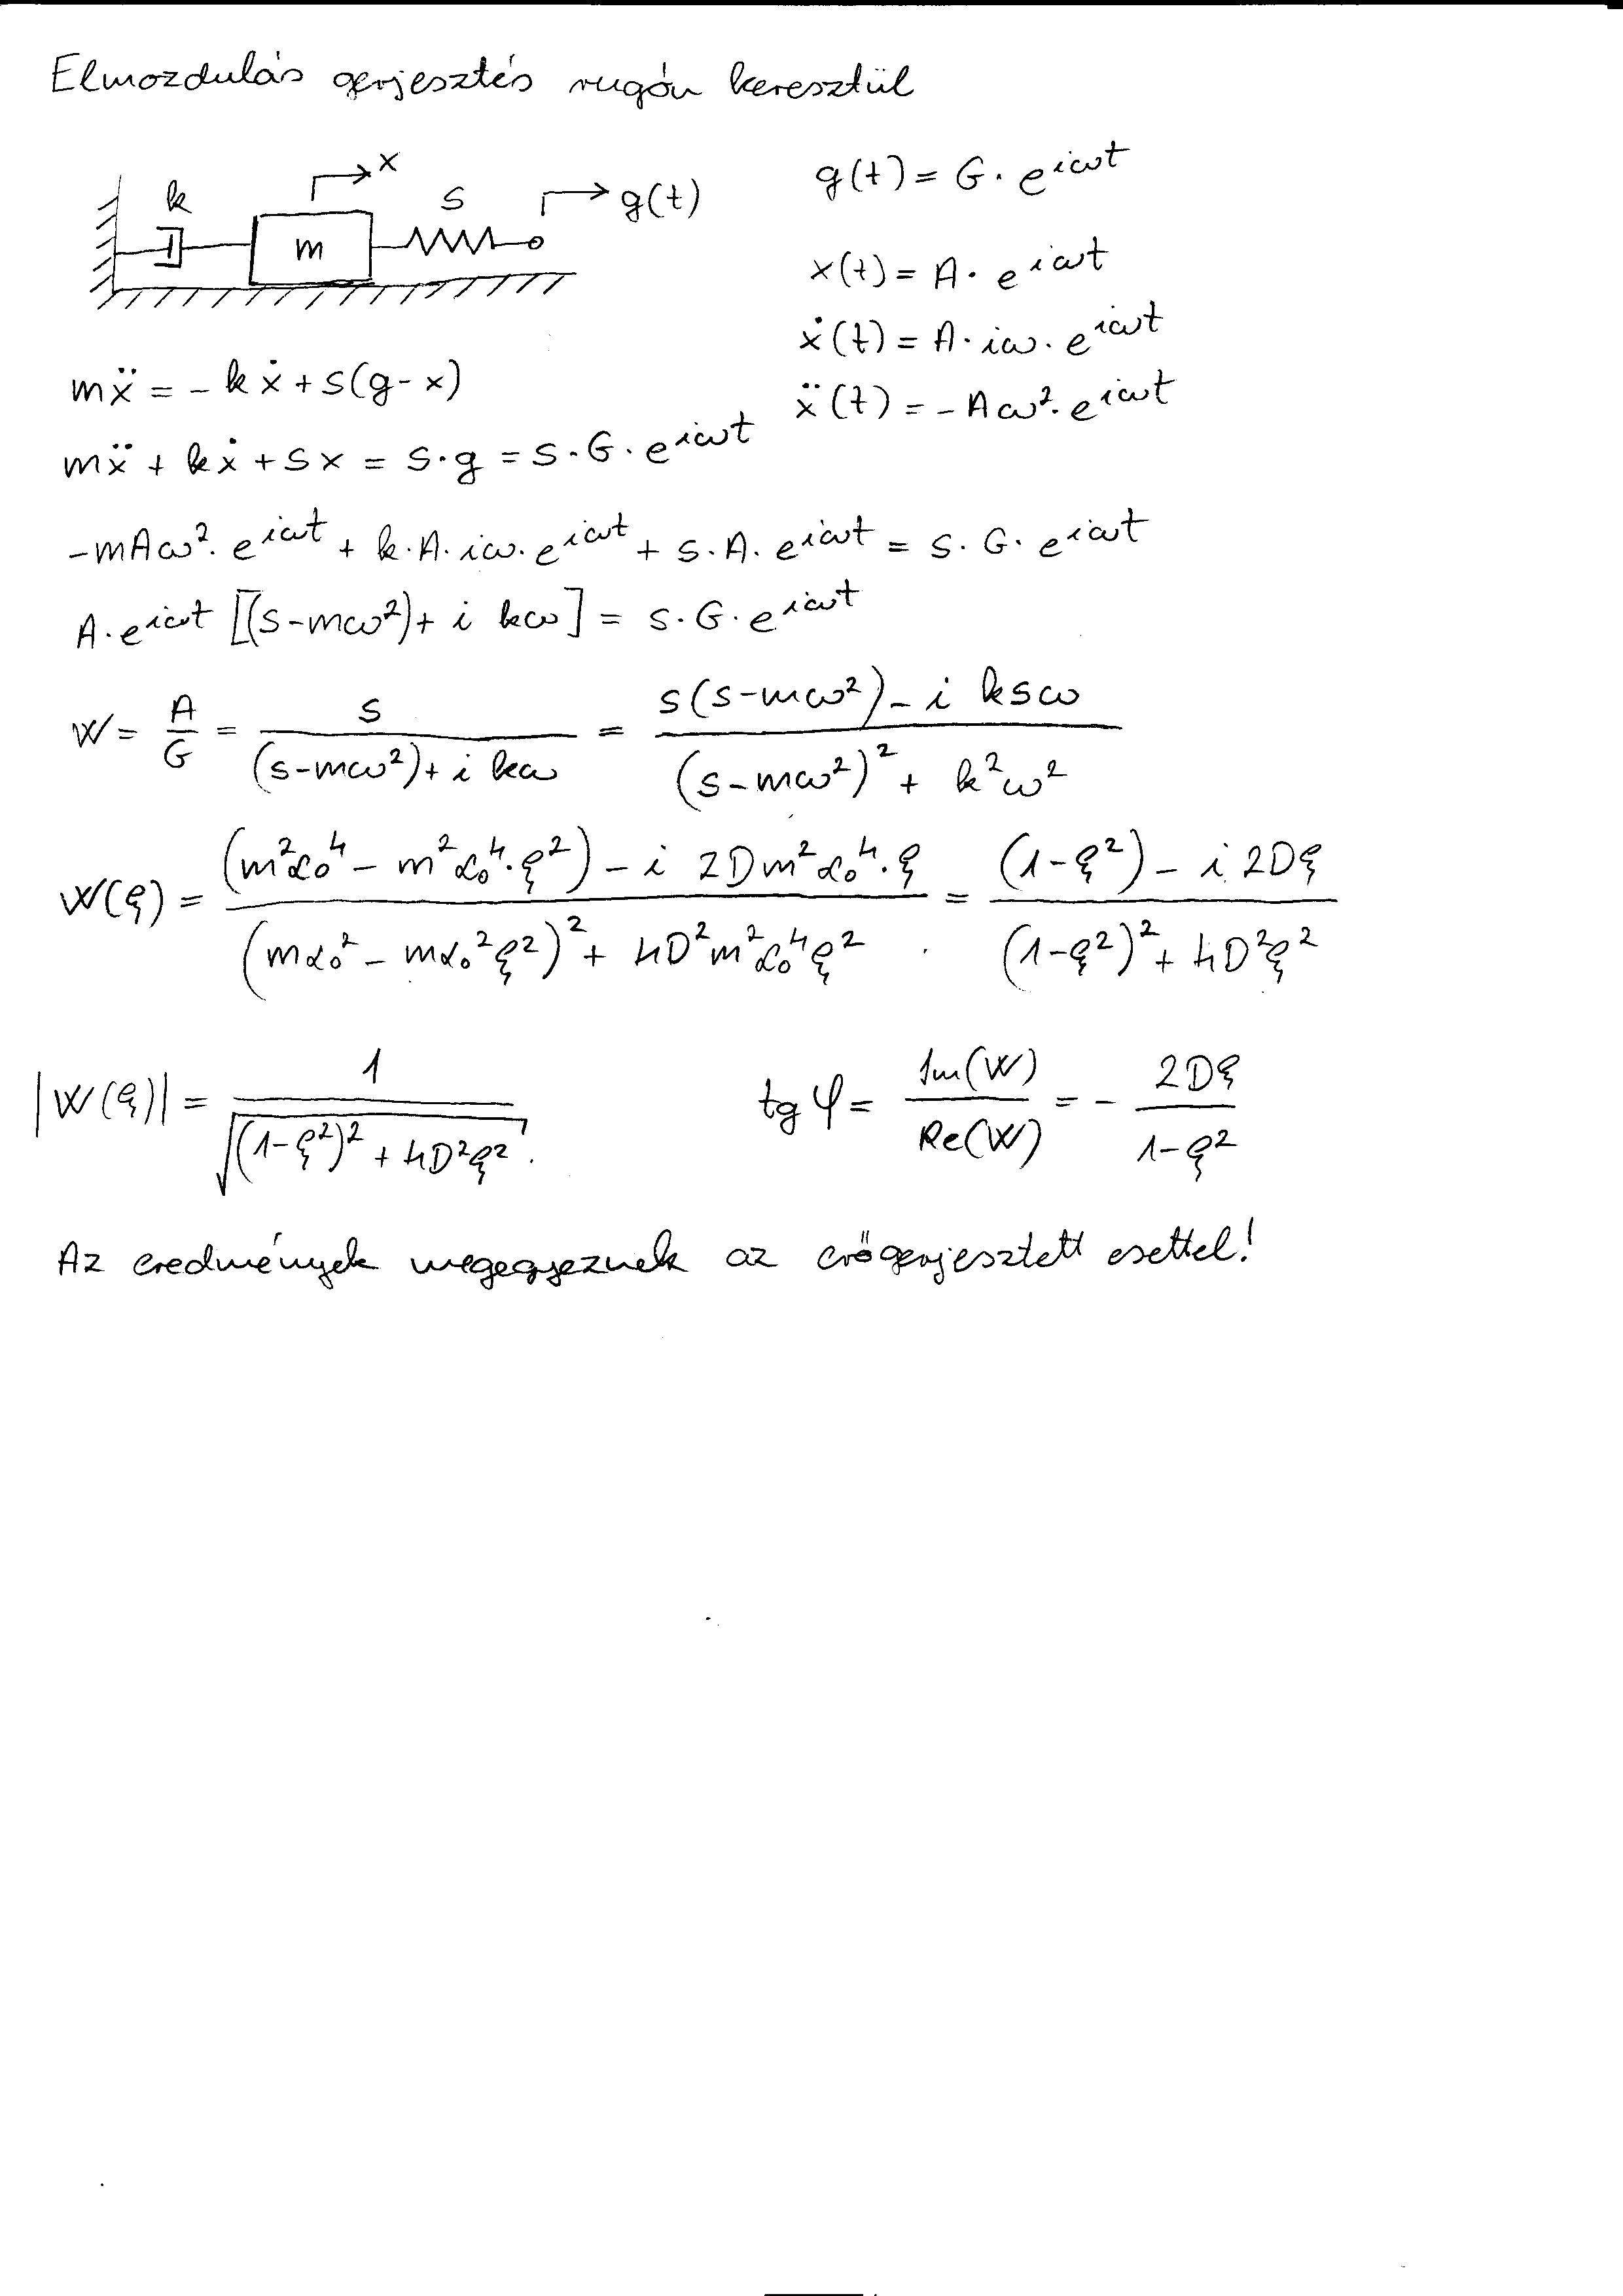 Elmozdulás gerjesztés rugón keresztül
k m x s g(t)
g(t) = G · e^{iωt}
x(t) = A · e^{iωt}
ẋ(t) = A · iω · e^{iωt}
ẍ(t) = -Aω² · e^{iωt}
mẍ = -kẋ + s(g-x)
mẍ + kẋ + sx = s·g = s·G·e^{iωt}
-mAω² · e^{iωt} + k·A·iω·e^{iωt} + s·A·e^{iωt} = s·G·e^{iωt}
A·e^{iωt} [(s-mω²) + i kω] = s·G·e^{iωt}
W = A/G = s/((s-mω²) + i kω) = (s(s-mω²) - i ksω)/((s-mω²)² + k²ω²)
W(ξ) = ((m²α₀⁴ - m²α₀⁴·ξ²) - i 2Dm²α₀⁴·ξ)/((mα₀² - mα₀²ξ²)² + 4D²m²α₀⁴ξ²) = ((1-ξ²) - i 2Dξ)/((1-ξ²)² + 4D²ξ²)
|W(ξ)| = 1/√((1-ξ²)² + 4D²ξ²)
tg φ = Im(W)/Re(W) = - 2Dξ/(1-ξ²)
Az eredmények megegyeznek az erőgerjesztett esettel!